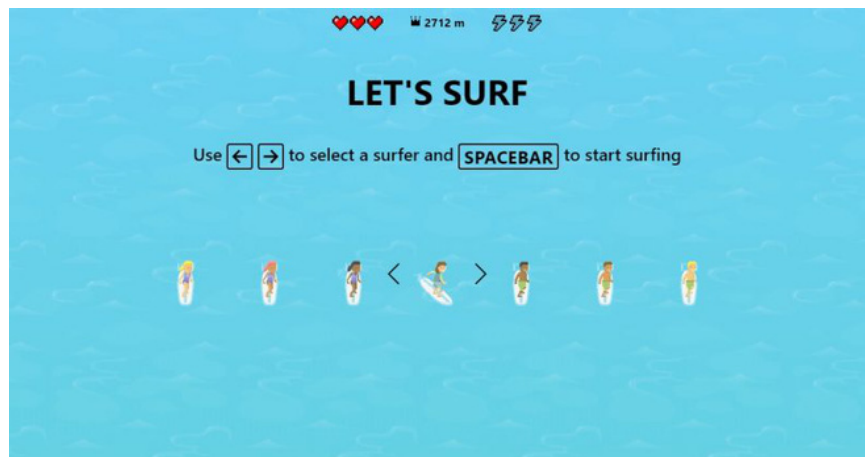 2712 m
LET'S SURF
Use ← → to select a surfer and SPACEBAR to start surfing